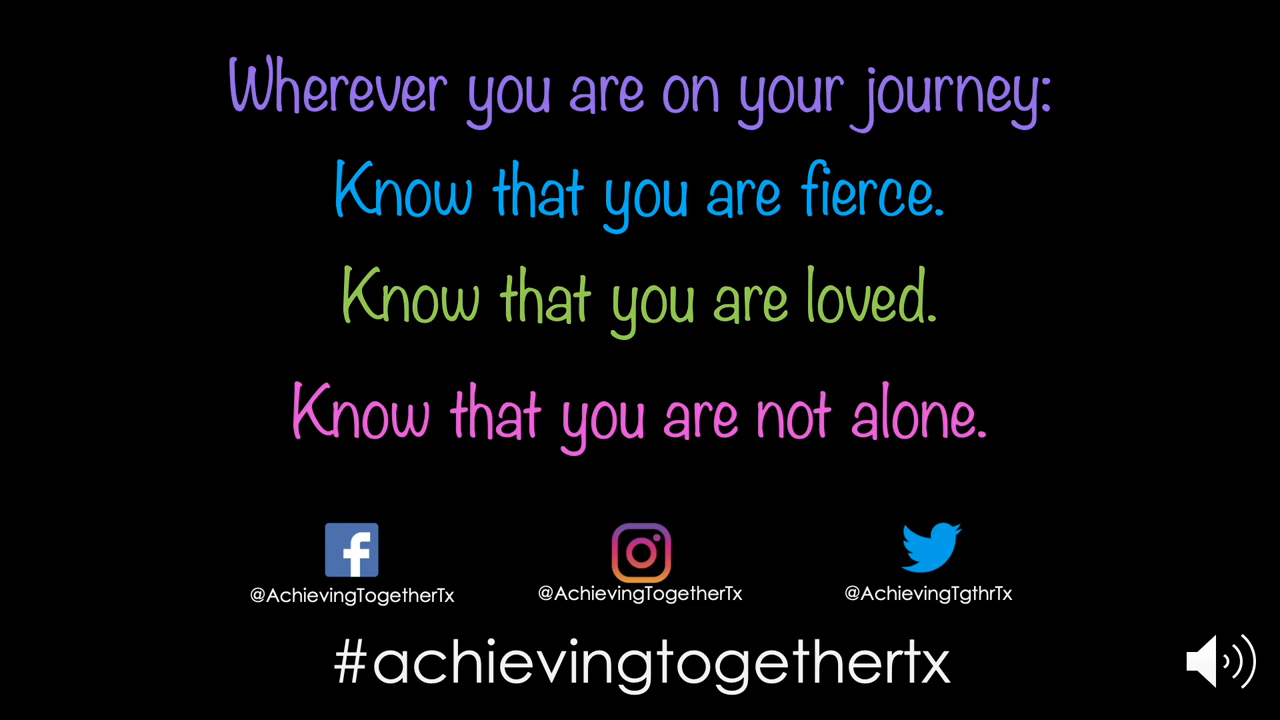 Wherever you are on your journey:
Know that you are fierce.
Know that you are loved.
Know that you are not alone.
@AchievingTogetherTx @AchievingTogetherTx @AchievingTgthrTx
#achievingtogethertx